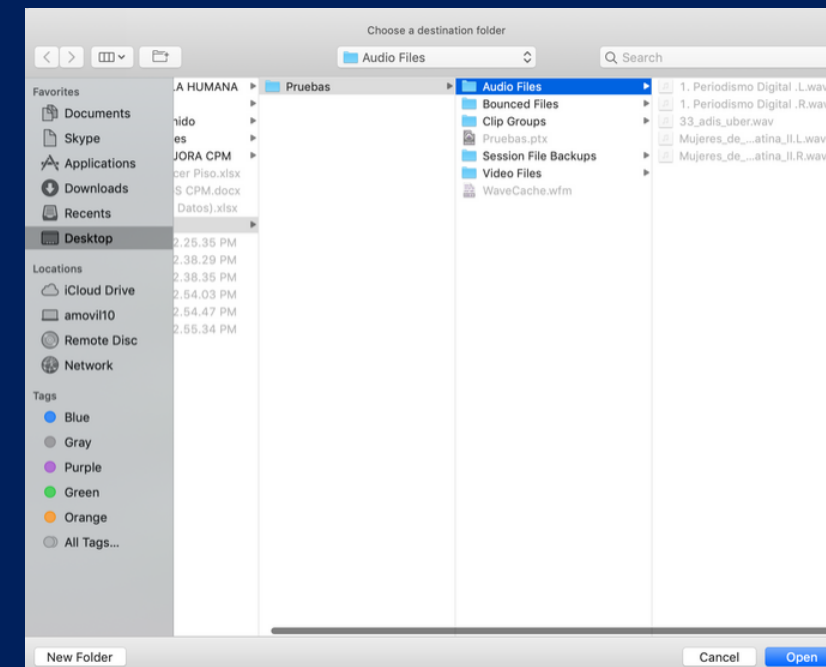 Choose a destination folder
Audio Files
Search
Favorites
Documents
Skype
Applications
Downloads
Recents
Desktop
Locations
iCloud Drive
amovil10
Remote Disc
Network
Tags
Blue
Gray
Purple
Green
Orange
All Tags...
.A HUMANA
nido
es
JORA CPM
cer Piso.xlsx
S CPM.docx
Datos).xlsx
2.25.35 PM
2.38.29 PM
2.38.35 PM
2.54.03 PM
2.54.47 PM
2.55.34 PM
Pruebas
Audio Files
Bounced Files
Clip Groups
Pruebas.ptx
Session File Backups
Video Files
WaveCache.wfm
1. Periodismo Digital .L.wav
1. Periodismo Digital .R.wav
33_adis_uber.wav
Mujeres_de_...atina_II.L.wav
Mujeres_de_...atina_II.R.wav
New Folder
Cancel
Open